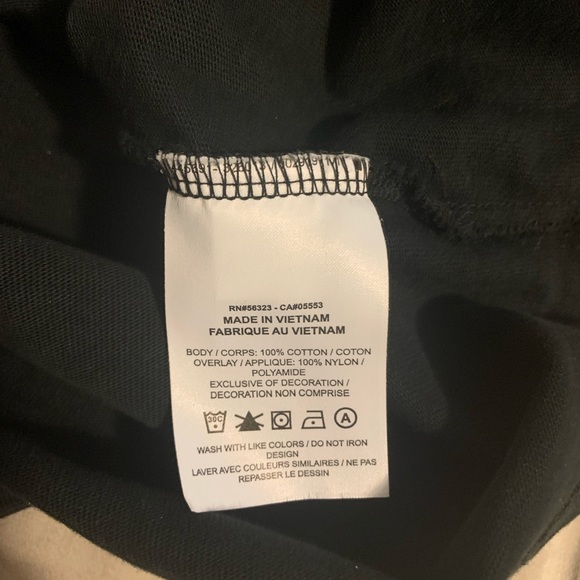 RN#56323 - CA#05553
MADE IN VIETNAM
FABRIQUE AU VIETNAM
BODY / CORPS: 100% COTTON / COTON
OVERLAY / APPLIQUE: 100% NYLON /
POLYAMIDE
EXCLUSIVE OF DECORATION /
DECORATION NON COMPRISE
30C A
WASH WITH LIKE COLORS / DO NOT IRON
DESIGN
LAVER AVEC COULEURS SIMILAIRES / NE PAS
REPASSER LE DESSIN